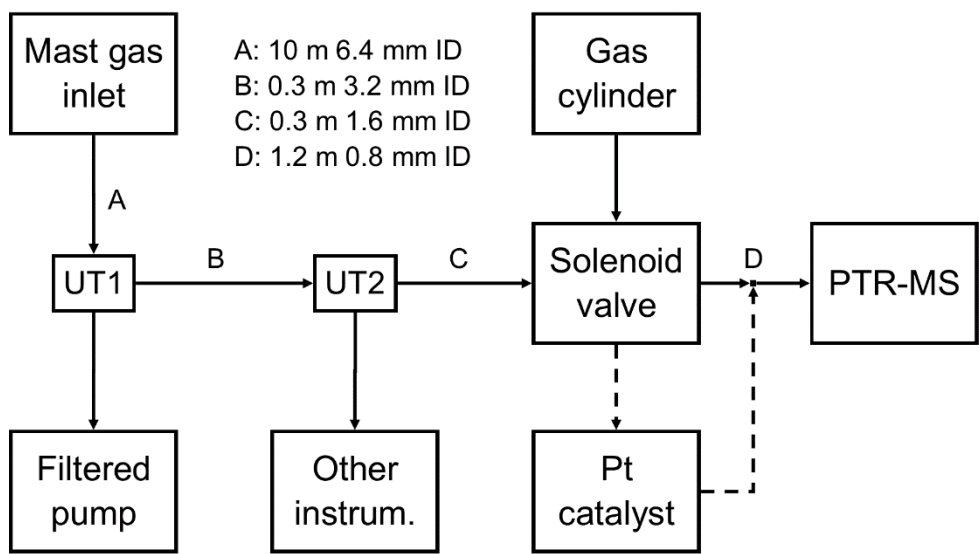 Mast gas
inlet
A: 10 m 6.4 mm ID
B: 0.3 m 3.2 mm ID
C: 0.3 m 1.6 mm ID
D: 1.2 m 0.8 mm ID
Gas
cylinder
A
UT1
B
UT2
C
Solenoid
valve
D
PTR-MS
Filtered
pump
Other
instrum.
Pt
catalyst